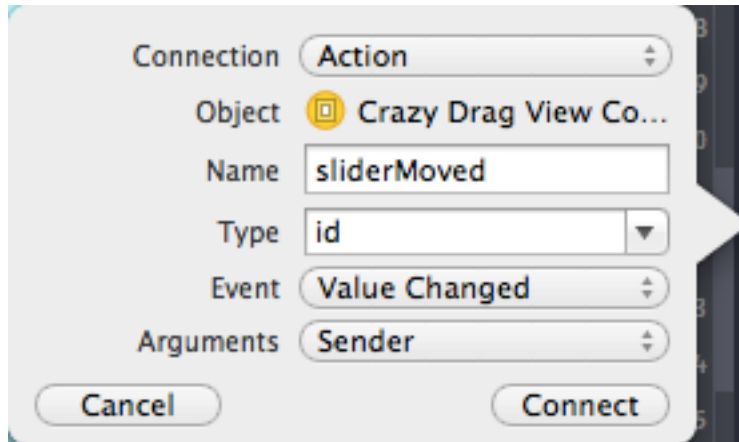 Connection Action
Object Crazy Drag View Co...
Name sliderMoved
Type id
Event Value Changed
Arguments Sender
Cancel Connect